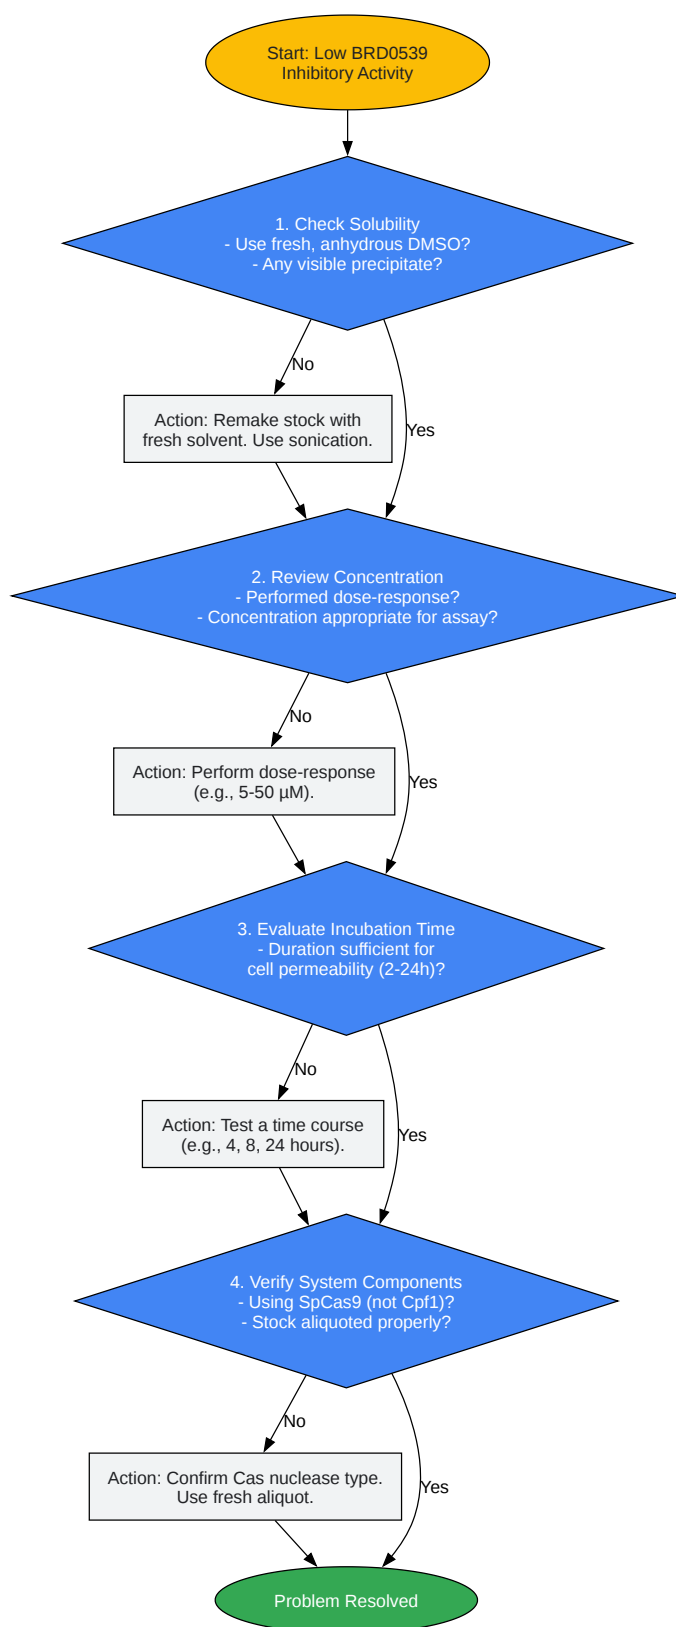 Start: Low BRD0539
Inhibitory Activity
1. Check Solubility
- Use fresh, anhydrous DMSO?
- Any visible precipitate?
No
Yes
Action: Remake stock with
fresh solvent. Use sonication.
2. Review Concentration
- Performed dose-response?
- Concentration appropriate for assay?
No
Yes
Action: Perform dose-response
(e.g., 5-50 µM).
3. Evaluate Incubation Time
- Duration sufficient for
cell permeability (2-24h)?
No
Yes
Action: Test a time course
(e.g., 4, 8, 24 hours).
4. Verify System Components
- Using SpCas9 (not Cpf1)?
- Stock aliquoted properly?
No
Yes
Action: Confirm Cas nuclease type.
Use fresh aliquot.
Problem Resolved